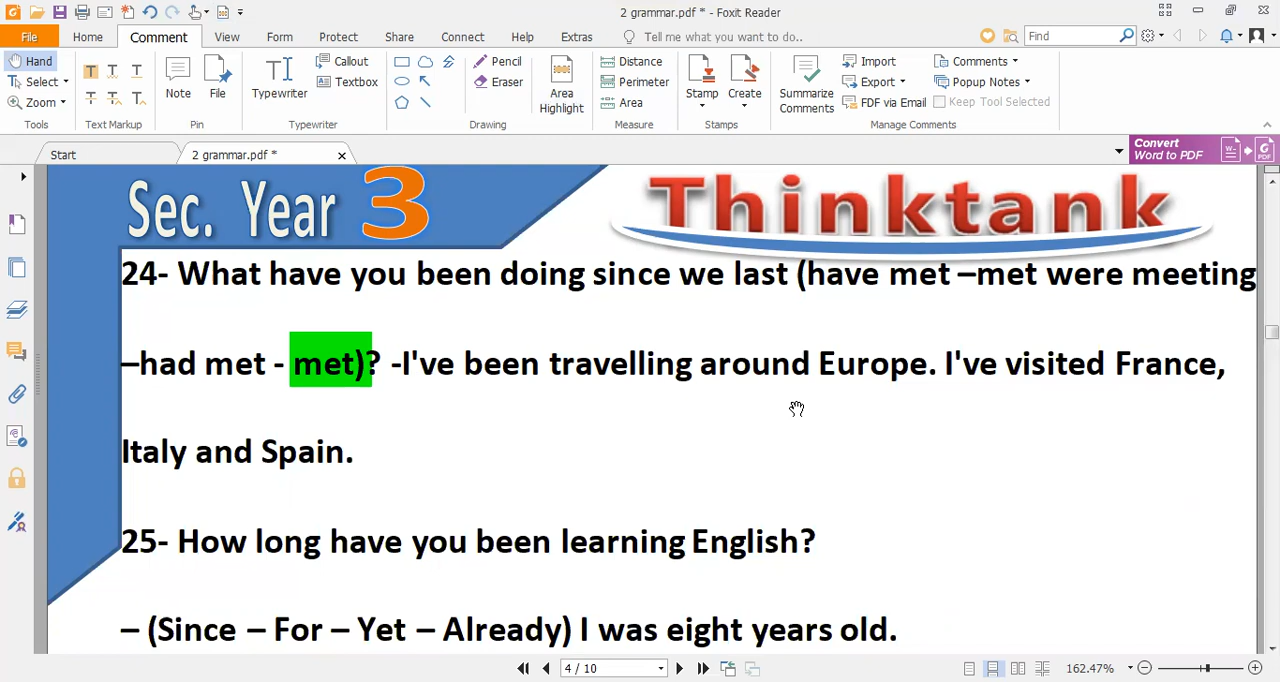 2 grammar.pdf * - Foxit Reader
File Home Comment View Form Protect Share Connect Help Extras Tell me what you want to do.. Find
Hand
Select
Zoom
Tools
Text Markup
Note
File
Pin
Typewriter
Callout
Textbox
Typewriter
Pencil
Eraser
Drawing
Area Highlight
Distance
Perimeter
Area
Measure
Stamp
Create
Stamps
Summarize Comments
Import
Export
FDF via Email
Comments
Popup Notes
Keep Tool Selected
Manage Comments
Start
2 grammar.pdf *
Convert
Word to PDF
Sec. Year 3
Thinktank
24- What have you been doing since we last (have met –met were meeting
–had met - met)? -I've been travelling around Europe. I've visited France,
Italy and Spain.
25- How long have you been learning English?
– (Since – For – Yet – Already) I was eight years old.
4 / 10
162.47%